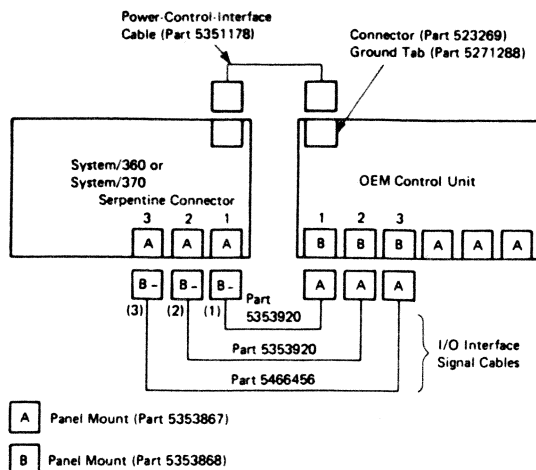 Power-Control-Interface
Cable (Part 5351178)
Connector (Part 523269)
Ground Tab (Part 5271288)
System/360 or
System/370
Serpentine Connector
3 2 1
A A A
OEM Control Unit
1 2 3
B B B A A A
B- B- B-
(3) (2) (1)
A A A
Part
5353920
Part 5353920
Part 5466456
I/O Interface
Signal Cables
A Panel Mount (Part 5353867)
B Panel Mount (Part 5353868)